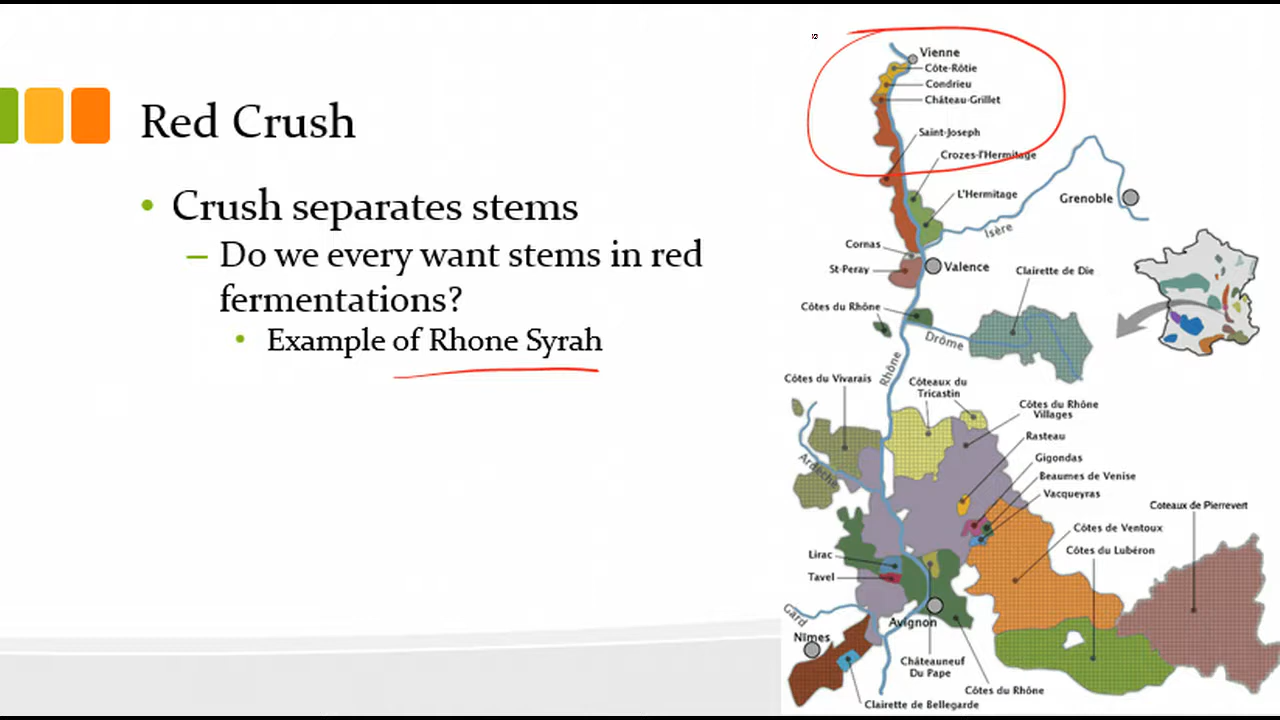 Red Crush
• Crush separates stems
– Do we every want stems in red
fermentations?
• Example of Rhone Syrah
Vienne
Côte-Rôtie
Condrieu
Château-Grillet
Saint-Joseph
Crozes-l'Hermitage
L'Hermitage
Grenoble
Isère
Cornas
St-Peray
Valence
Clairette de Die
Côtes du Rhône
Drôme
Rhône
Côtes du Vivarais
Côteaux du
Tricastin
Côtes du Rhône
Villages
Rasteau
Gigondas
Beaumes de Venise
Vacqueyras
Ardèche
Coteaux de Pierrevert
Côtes de Ventoux
Côtes du Lubéron
Lirac
Tavel
Gard
Avignon
Nîmes
Châteauneuf
Du Pape
Côtes du Rhône
Clairette de Bellegarde